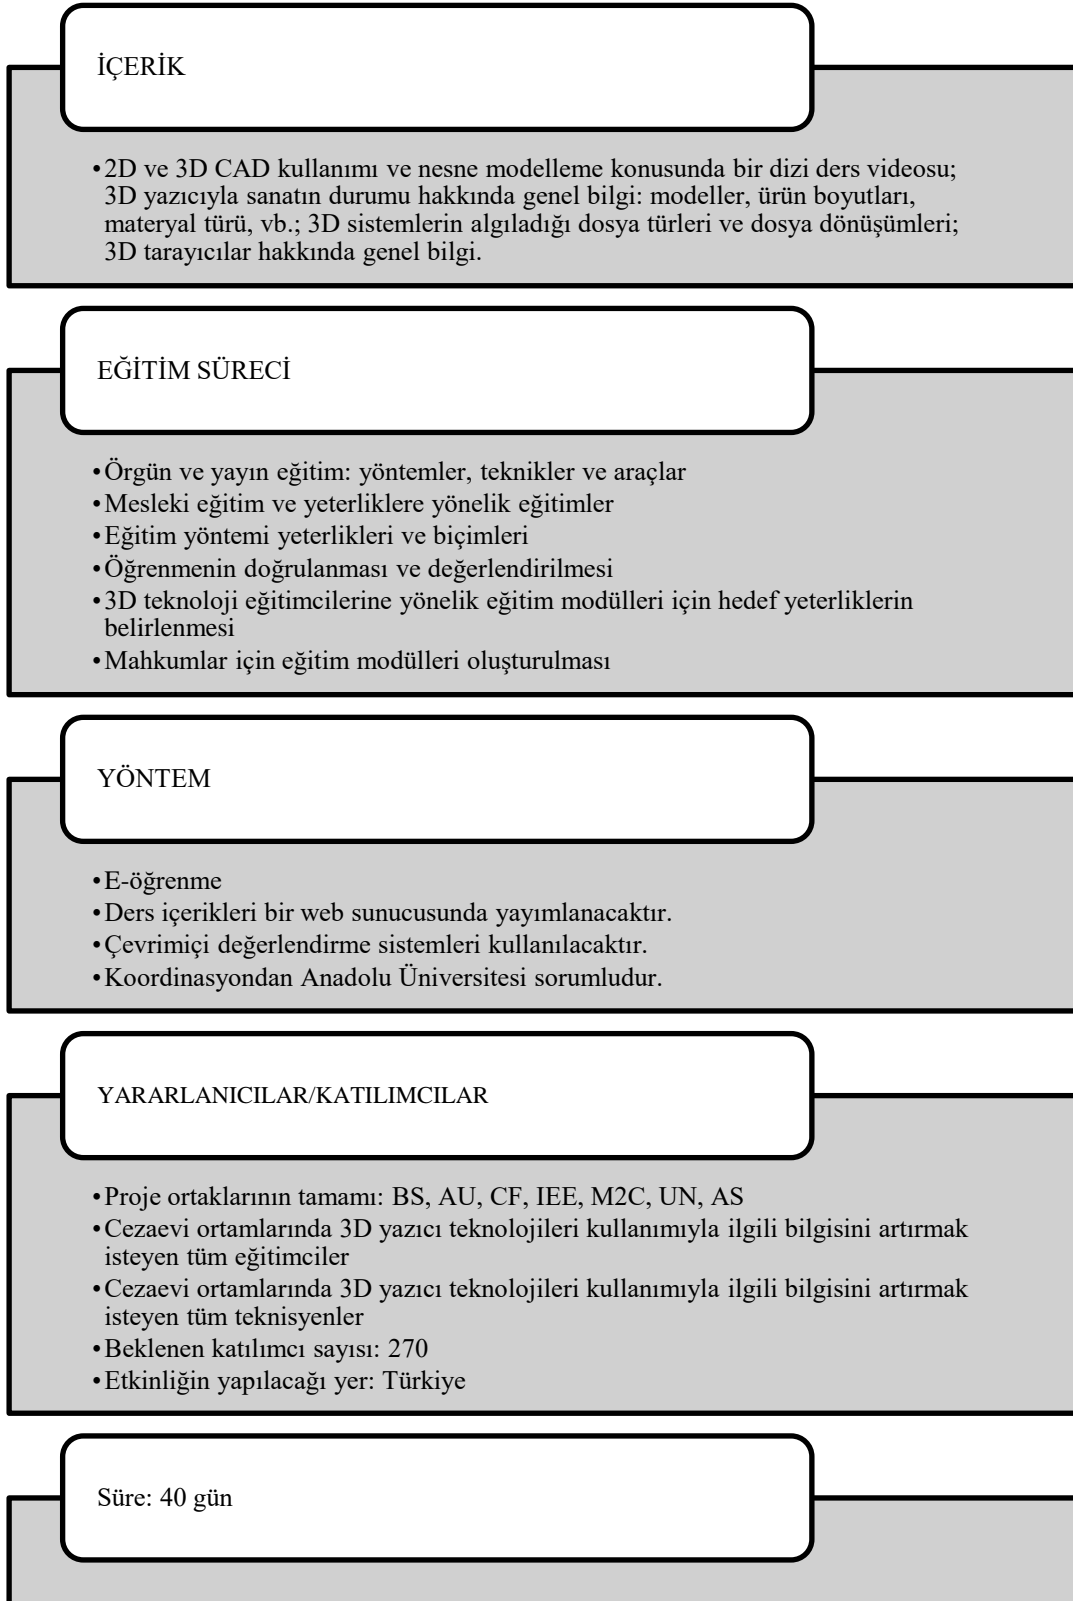 İÇERİK
•2D ve 3D CAD kullanımı ve nesne modelleme konusunda bir dizi ders videosu;
3D yazıcıyla sanatın durumu hakkında genel bilgi: modeller, ürün boyutları,
materyal türü, vb.; 3D sistemlerin algıladığı dosya türleri ve dosya dönüşümleri;
3D tarayıcılar hakkında genel bilgi.
EĞİTİM SÜRECİ
•Örgün ve yayın eğitim: yöntemler, teknikler ve araçlar
•Mesleki eğitim ve yeterliklere yönelik eğitimler
•Eğitim yöntemi yeterlikleri ve biçimleri
•Öğrenmenin doğrulanması ve değerlendirilmesi
•3D teknoloji eğitimcilerine yönelik eğitim modülleri için hedef yeterliklerin
belirlenmesi
•Mahkumlar için eğitim modülleri oluşturulması
YÖNTEM
•E-öğrenme
•Ders içerikleri bir web sunucusunda yayımlanacaktır.
•Çevrimiçi değerlendirme sistemleri kullanılacaktır.
•Koordinasyondan Anadolu Üniversitesi sorumludur.
YARARLANICILAR/KATILIMCILAR
•Proje ortaklarının tamamı: BS, AU, CF, IEE, M2C, UN, AS
•Cezaevi ortamlarında 3D yazıcı teknolojileri kullanımıyla ilgili bilgisini artırmak
isteyen tüm eğitimciler
•Cezaevi ortamlarında 3D yazıcı teknolojileri kullanımıyla ilgili bilgisini artırmak
isteyen tüm teknisyenler
•Beklenen katılımcı sayısı: 270
•Etkinliğin yapılacağı yer: Türkiye
Süre: 40 gün